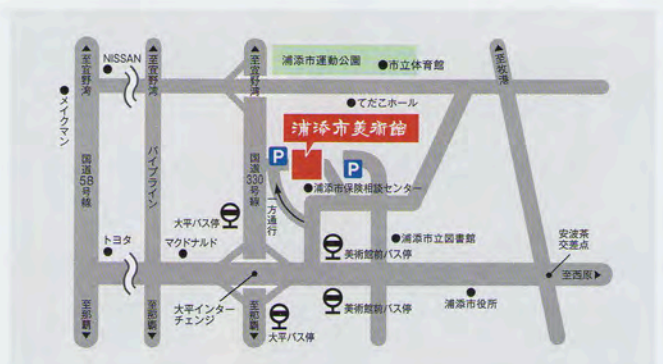 ▲至宜野湾
NISSAN
メイクマン
国道58号線
▲至宜野湾
パイプライン
▲至宜野湾
国道330号線
浦添市運動公園
市立体育館
▲至牧港
てだこホール
浦添市美術館
P
P
浦添市保険相談センター
一方通行
大平バス停
トヨタ
マクドナルド
浦添市立図書館
美術館前バス停
安波茶
交差点
至西原▶
大平インター
チェンジ
美術館前バス停
浦添市役所
大平バス停
至那覇▼
至那覇▼
至那覇▼